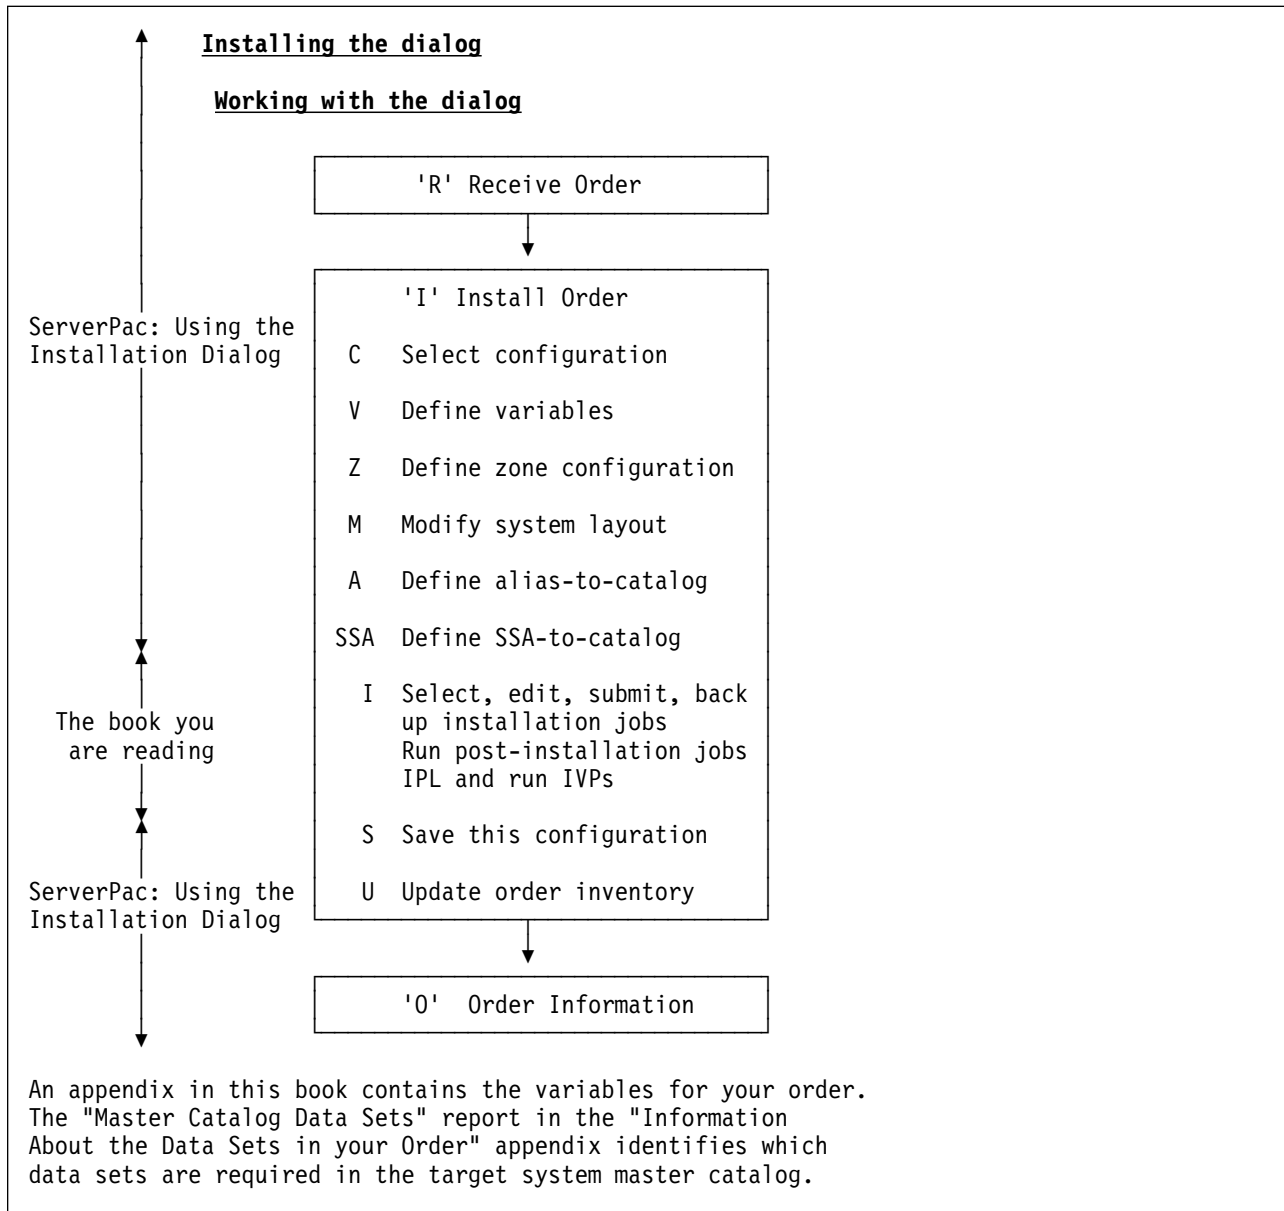 Installing the dialog
Working with the dialog
'R' Receive Order
'I' Install Order
ServerPac: Using the
Installation Dialog
C Select configuration
V Define variables
Z Define zone configuration
M Modify system layout
A Define alias-to-catalog
SSA Define SSA-to-catalog
I Select, edit, submit, back
up installation jobs
Run post-installation jobs
IPL and run IVPs
The book you
are reading
S Save this configuration
U Update order inventory
ServerPac: Using the
Installation Dialog
'O' Order Information
An appendix in this book contains the variables for your order.
The "Master Catalog Data Sets" report in the "Information
About the Data Sets in your Order" appendix identifies which
data sets are required in the target system master catalog.